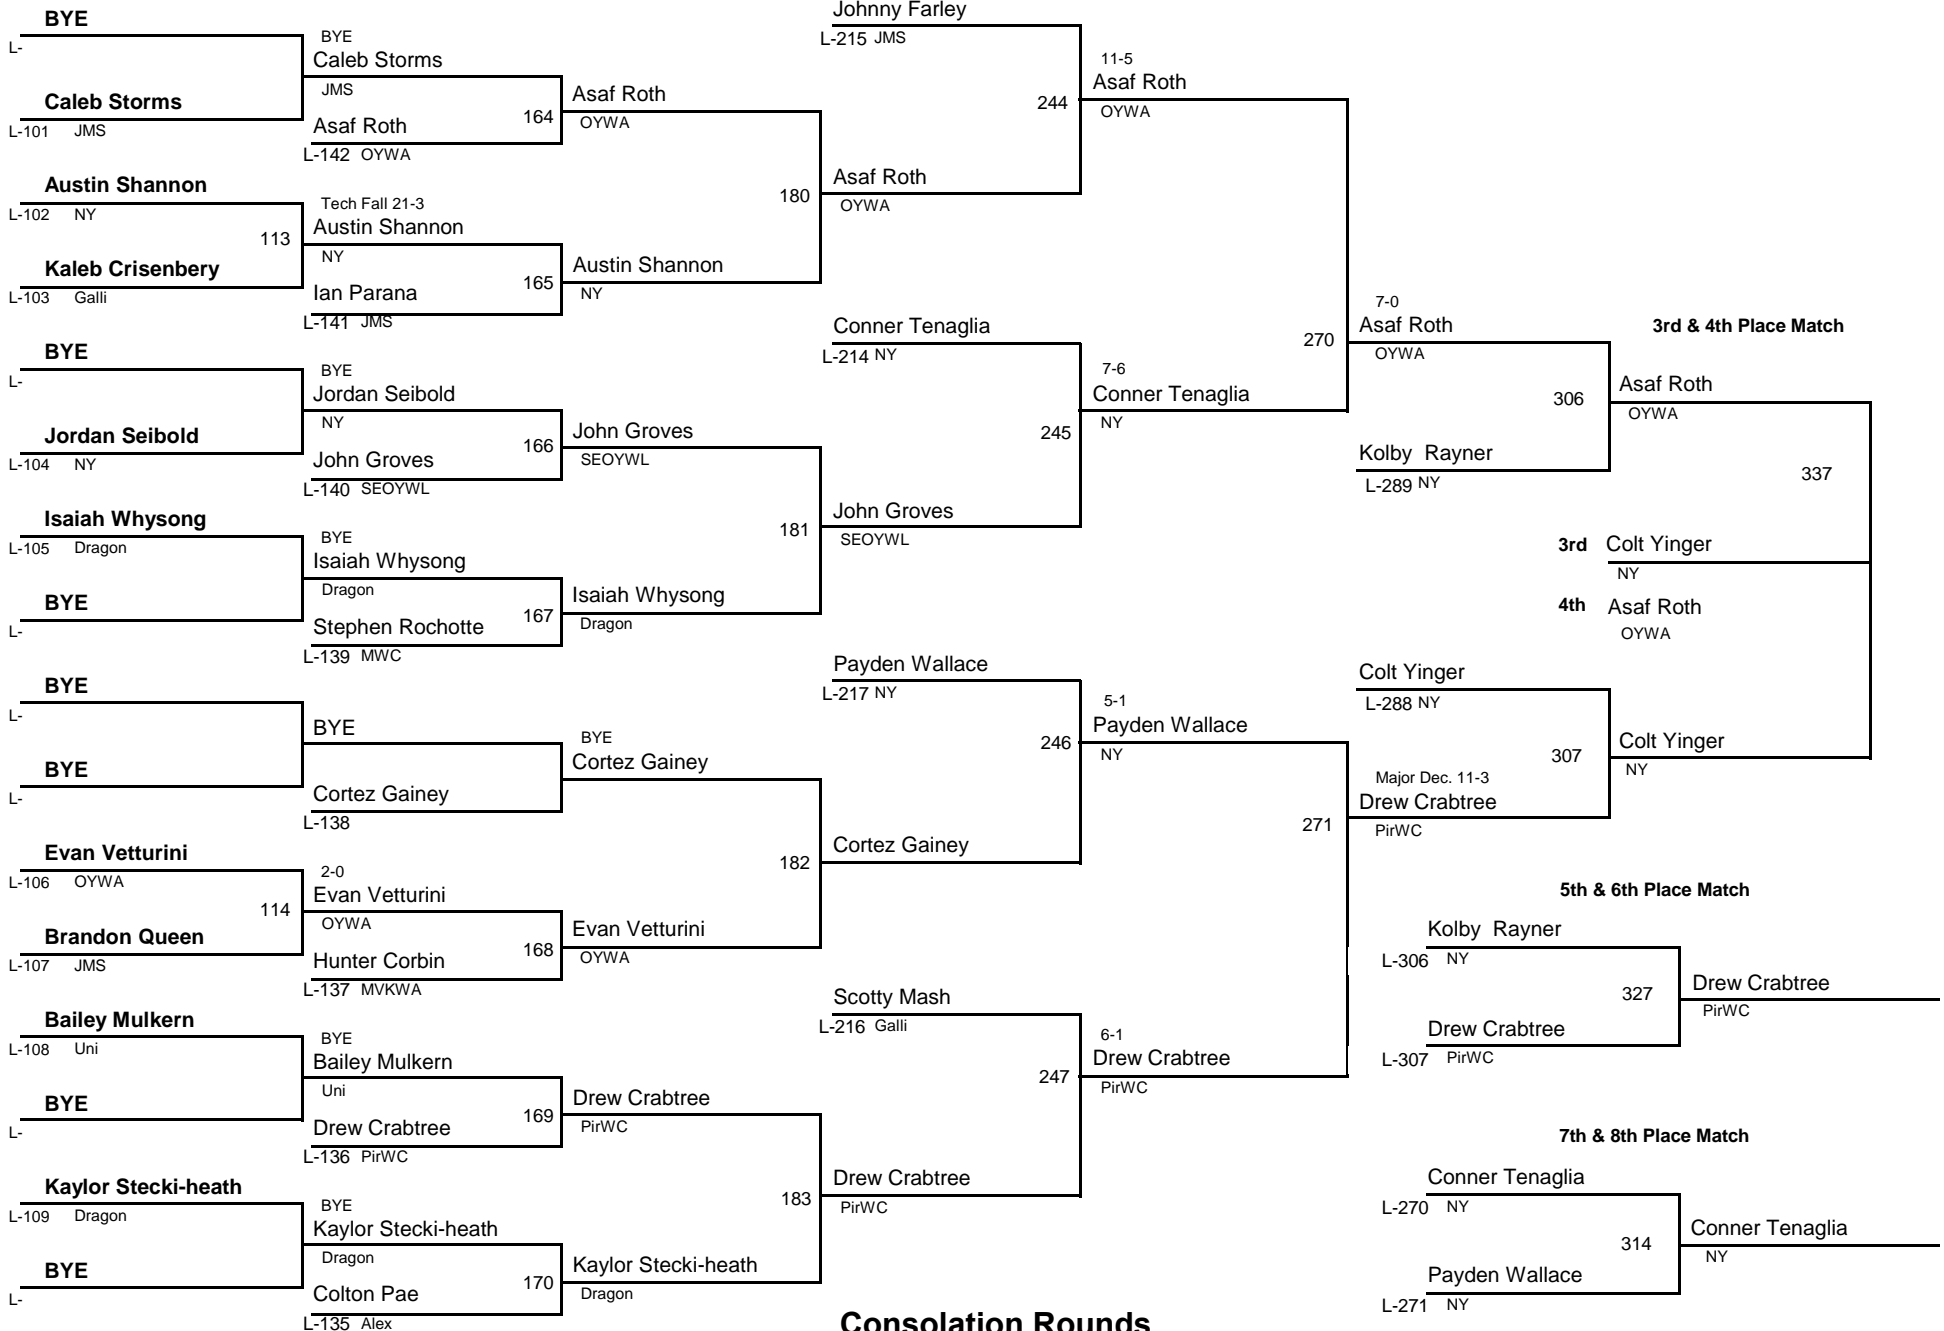 BYE
L-
Caleb Storms
L-101 JMS
Austin Shannon
L-102 NY
113
Kaleb Crisenbery
L-103 Galli
BYE
L-
Jordan Seibold
L-104 NY
Isaiah Whysong
L-105 Dragon
BYE
L-
BYE
L-
BYE
L-
Evan Vetturini
L-106 OYWA
114
Brandon Queen
L-107 JMS
Bailey Mulkern
L-108 Uni
BYE
L-
Kaylor Stecki-heath
L-109 Dragon
BYE
L-
BYE
Caleb Storms
JMS
164
Asaf Roth
L-142 OYWA
Tech Fall 21-3
Austin Shannon
NY
165
Ian Parana
L-141 JMS
BYE
Jordan Seibold
NY
166
John Groves
L-140 SEOYWL
BYE
Isaiah Whysong
Dragon
167
Stephen Rochotte
L-139 MWC
BYE
Cortez Gainey
L-138
2-0
Evan Vetturini
OYWA
168
Hunter Corbin
L-137 MVKWA
BYE
Bailey Mulkern
Uni
169
Drew Crabtree
L-136 PirWC
BYE
Kaylor Stecki-heath
Dragon
170
Colton Pae
L-135 Alex
Asaf Roth
OYWA
180
Austin Shannon
NY
John Groves
SEOYWL
181
Isaiah Whysong
Dragon
BYE
Cortez Gainey
182
Evan Vetturini
OYWA
Drew Crabtree
PirWC
183
Kaylor Stecki-heath
Dragon
Johnny Farley
L-215 JMS
244
Asaf Roth
OYWA
Conner Tenaglia
L-214 NY
245
John Groves
SEOYWL
Payden Wallace
L-217 NY
246
Cortez Gainey
Scotty Mash
L-216 Galli
247
Drew Crabtree
PirWC
11-5
Asaf Roth
OYWA
270
7-6
Conner Tenaglia
NY
5-1
Payden Wallace
NY
271
6-1
Drew Crabtree
PirWC
7-0
Asaf Roth
OYWA
306
Kolby Rayner
L-289 NY
Colt Yinger
L-288 NY
307
Major Dec. 11-3
Drew Crabtree
PirWC
3rd & 4th Place Match
Asaf Roth
OYWA
337
3rd Colt Yinger
NY
4th Asaf Roth
OYWA
Colt Yinger
NY
5th & 6th Place Match
Kolby Rayner
L-306 NY
327
Drew Crabtree
PirWC
Drew Crabtree
L-307 PirWC
7th & 8th Place Match
Conner Tenaglia
L-270 NY
314
Conner Tenaglia
NY
Payden Wallace
L-271 NY
Consolation Rounds